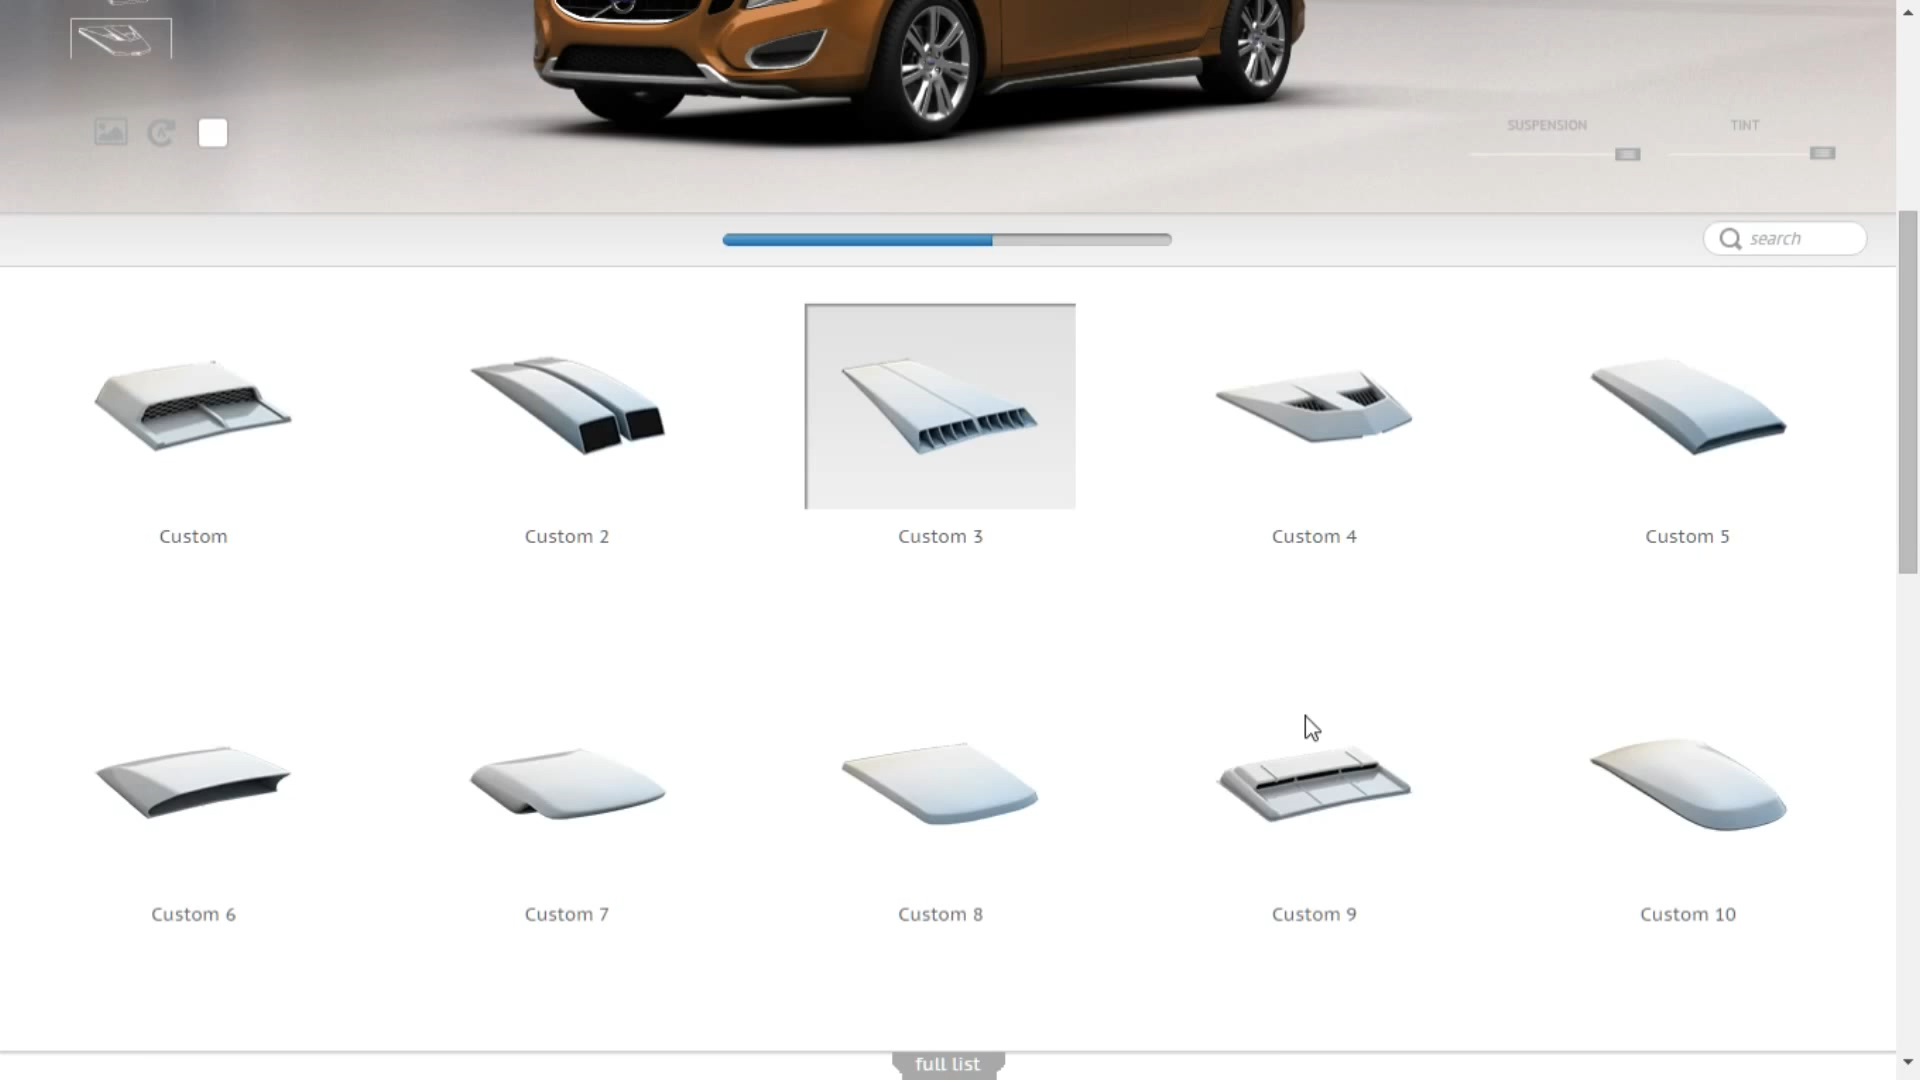 SUSPENSION
TINT
search
Custom
Custom 2
Custom 3
Custom 4
Custom 5
Custom 6
Custom 7
Custom 8
Custom 9
Custom 10
full list